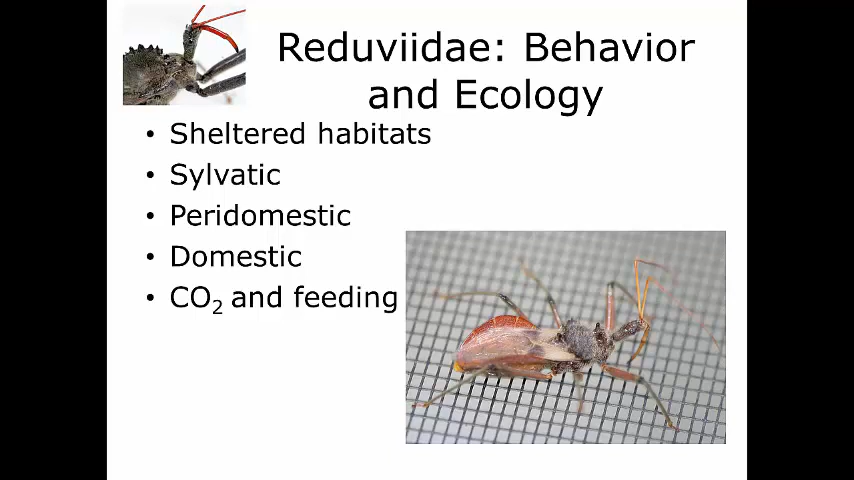 Reduviidae: Behavior
and Ecology
• Sheltered habitats
• Sylvatic
• Peridomestic
• Domestic
• CO₂ and feeding